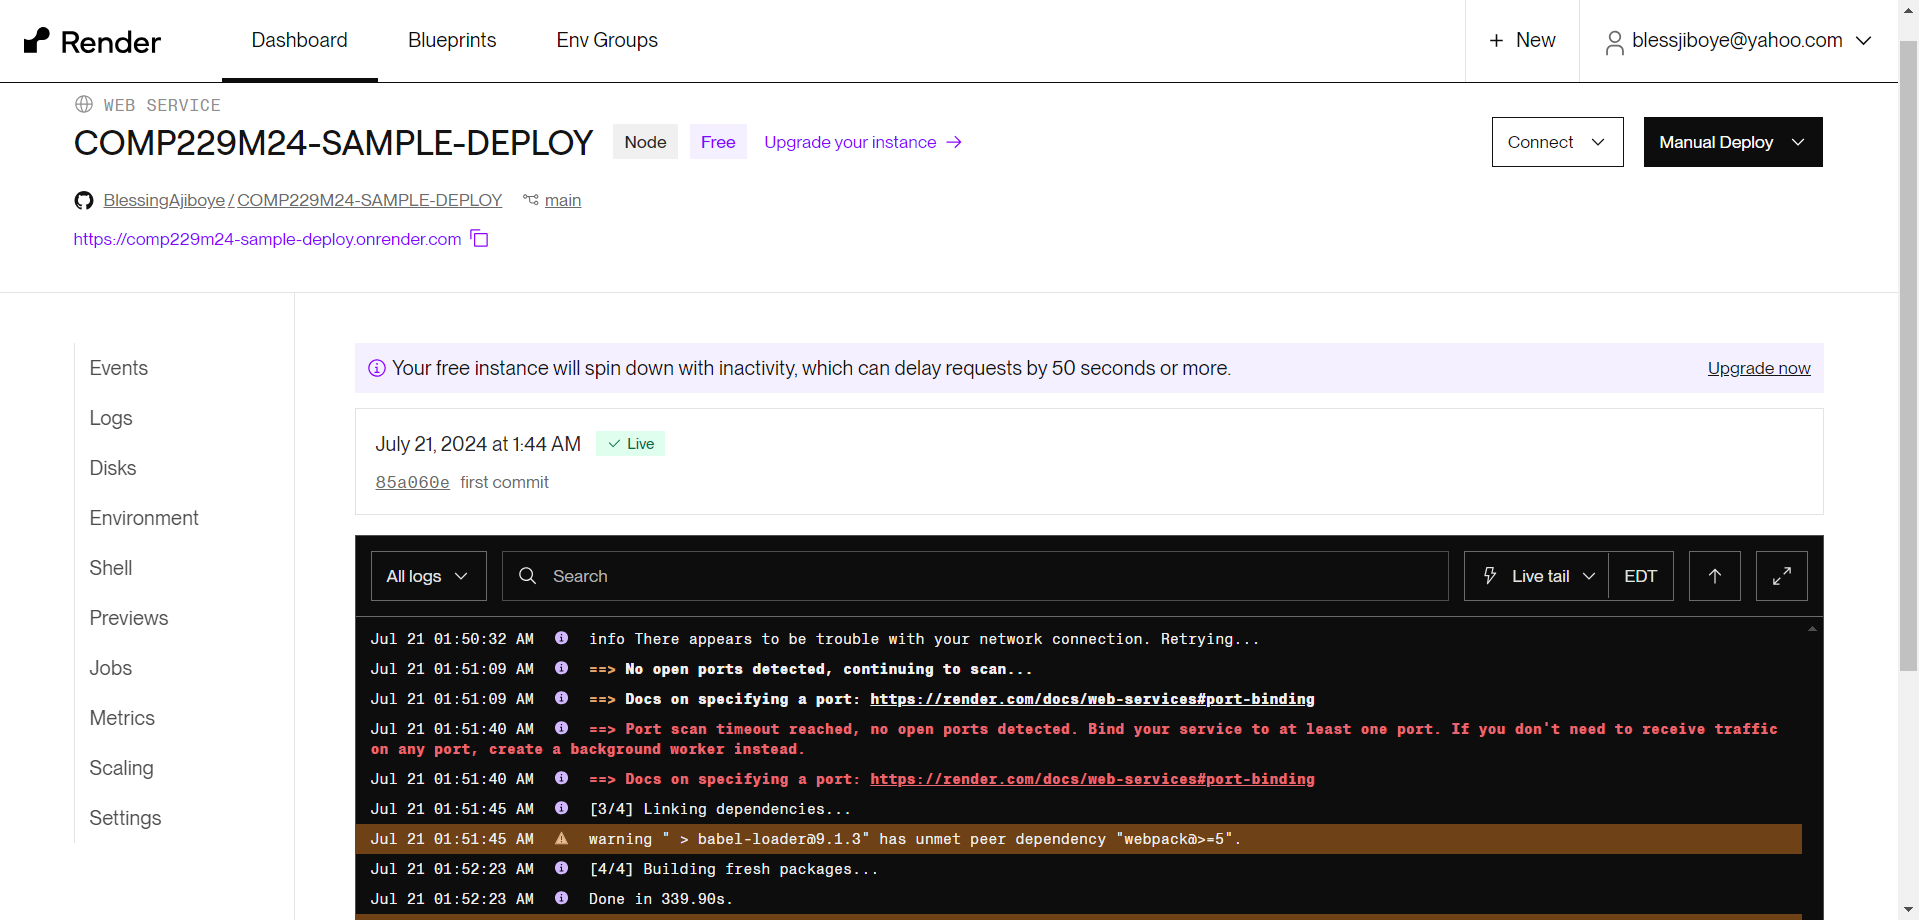 Render
Dashboard
Blueprints
Env Groups
+ New
blessjiboye@yahoo.com
WEB SERVICE
COMP229M24-SAMPLE-DEPLOY
Node
Free
Upgrade your instance →
Connect
Manual Deploy
BlessingAjiboye / COMP229M24-SAMPLE-DEPLOY
main
https://comp229m24-sample-deploy.onrender.com
Events
Logs
Disks
Environment
Shell
Previews
Jobs
Metrics
Scaling
Settings
Your free instance will spin down with inactivity, which can delay requests by 50 seconds or more.
Upgrade now
July 21, 2024 at 1:44 AM
Live
85a060e first commit
All logs
Search
Live tail
EDT
Jul 21 01:50:32 AM info There appears to be trouble with your network connection. Retrying...
Jul 21 01:51:09 AM ==> No open ports detected, continuing to scan...
Jul 21 01:51:09 AM ==> Docs on specifying a port: https://render.com/docs/web-services#port-binding
Jul 21 01:51:40 AM ==> Port scan timeout reached, no open ports detected. Bind your service to at least one port. If you don't need to receive traffic
on any port, create a background worker instead.
Jul 21 01:51:40 AM ==> Docs on specifying a port: https://render.com/docs/web-services#port-binding
Jul 21 01:51:45 AM [3/4] Linking dependencies...
Jul 21 01:51:45 AM warning " > babel-loader@9.1.3" has unmet peer dependency "webpack@>=5".
Jul 21 01:52:23 AM [4/4] Building fresh packages...
Jul 21 01:52:23 AM Done in 339.90s.